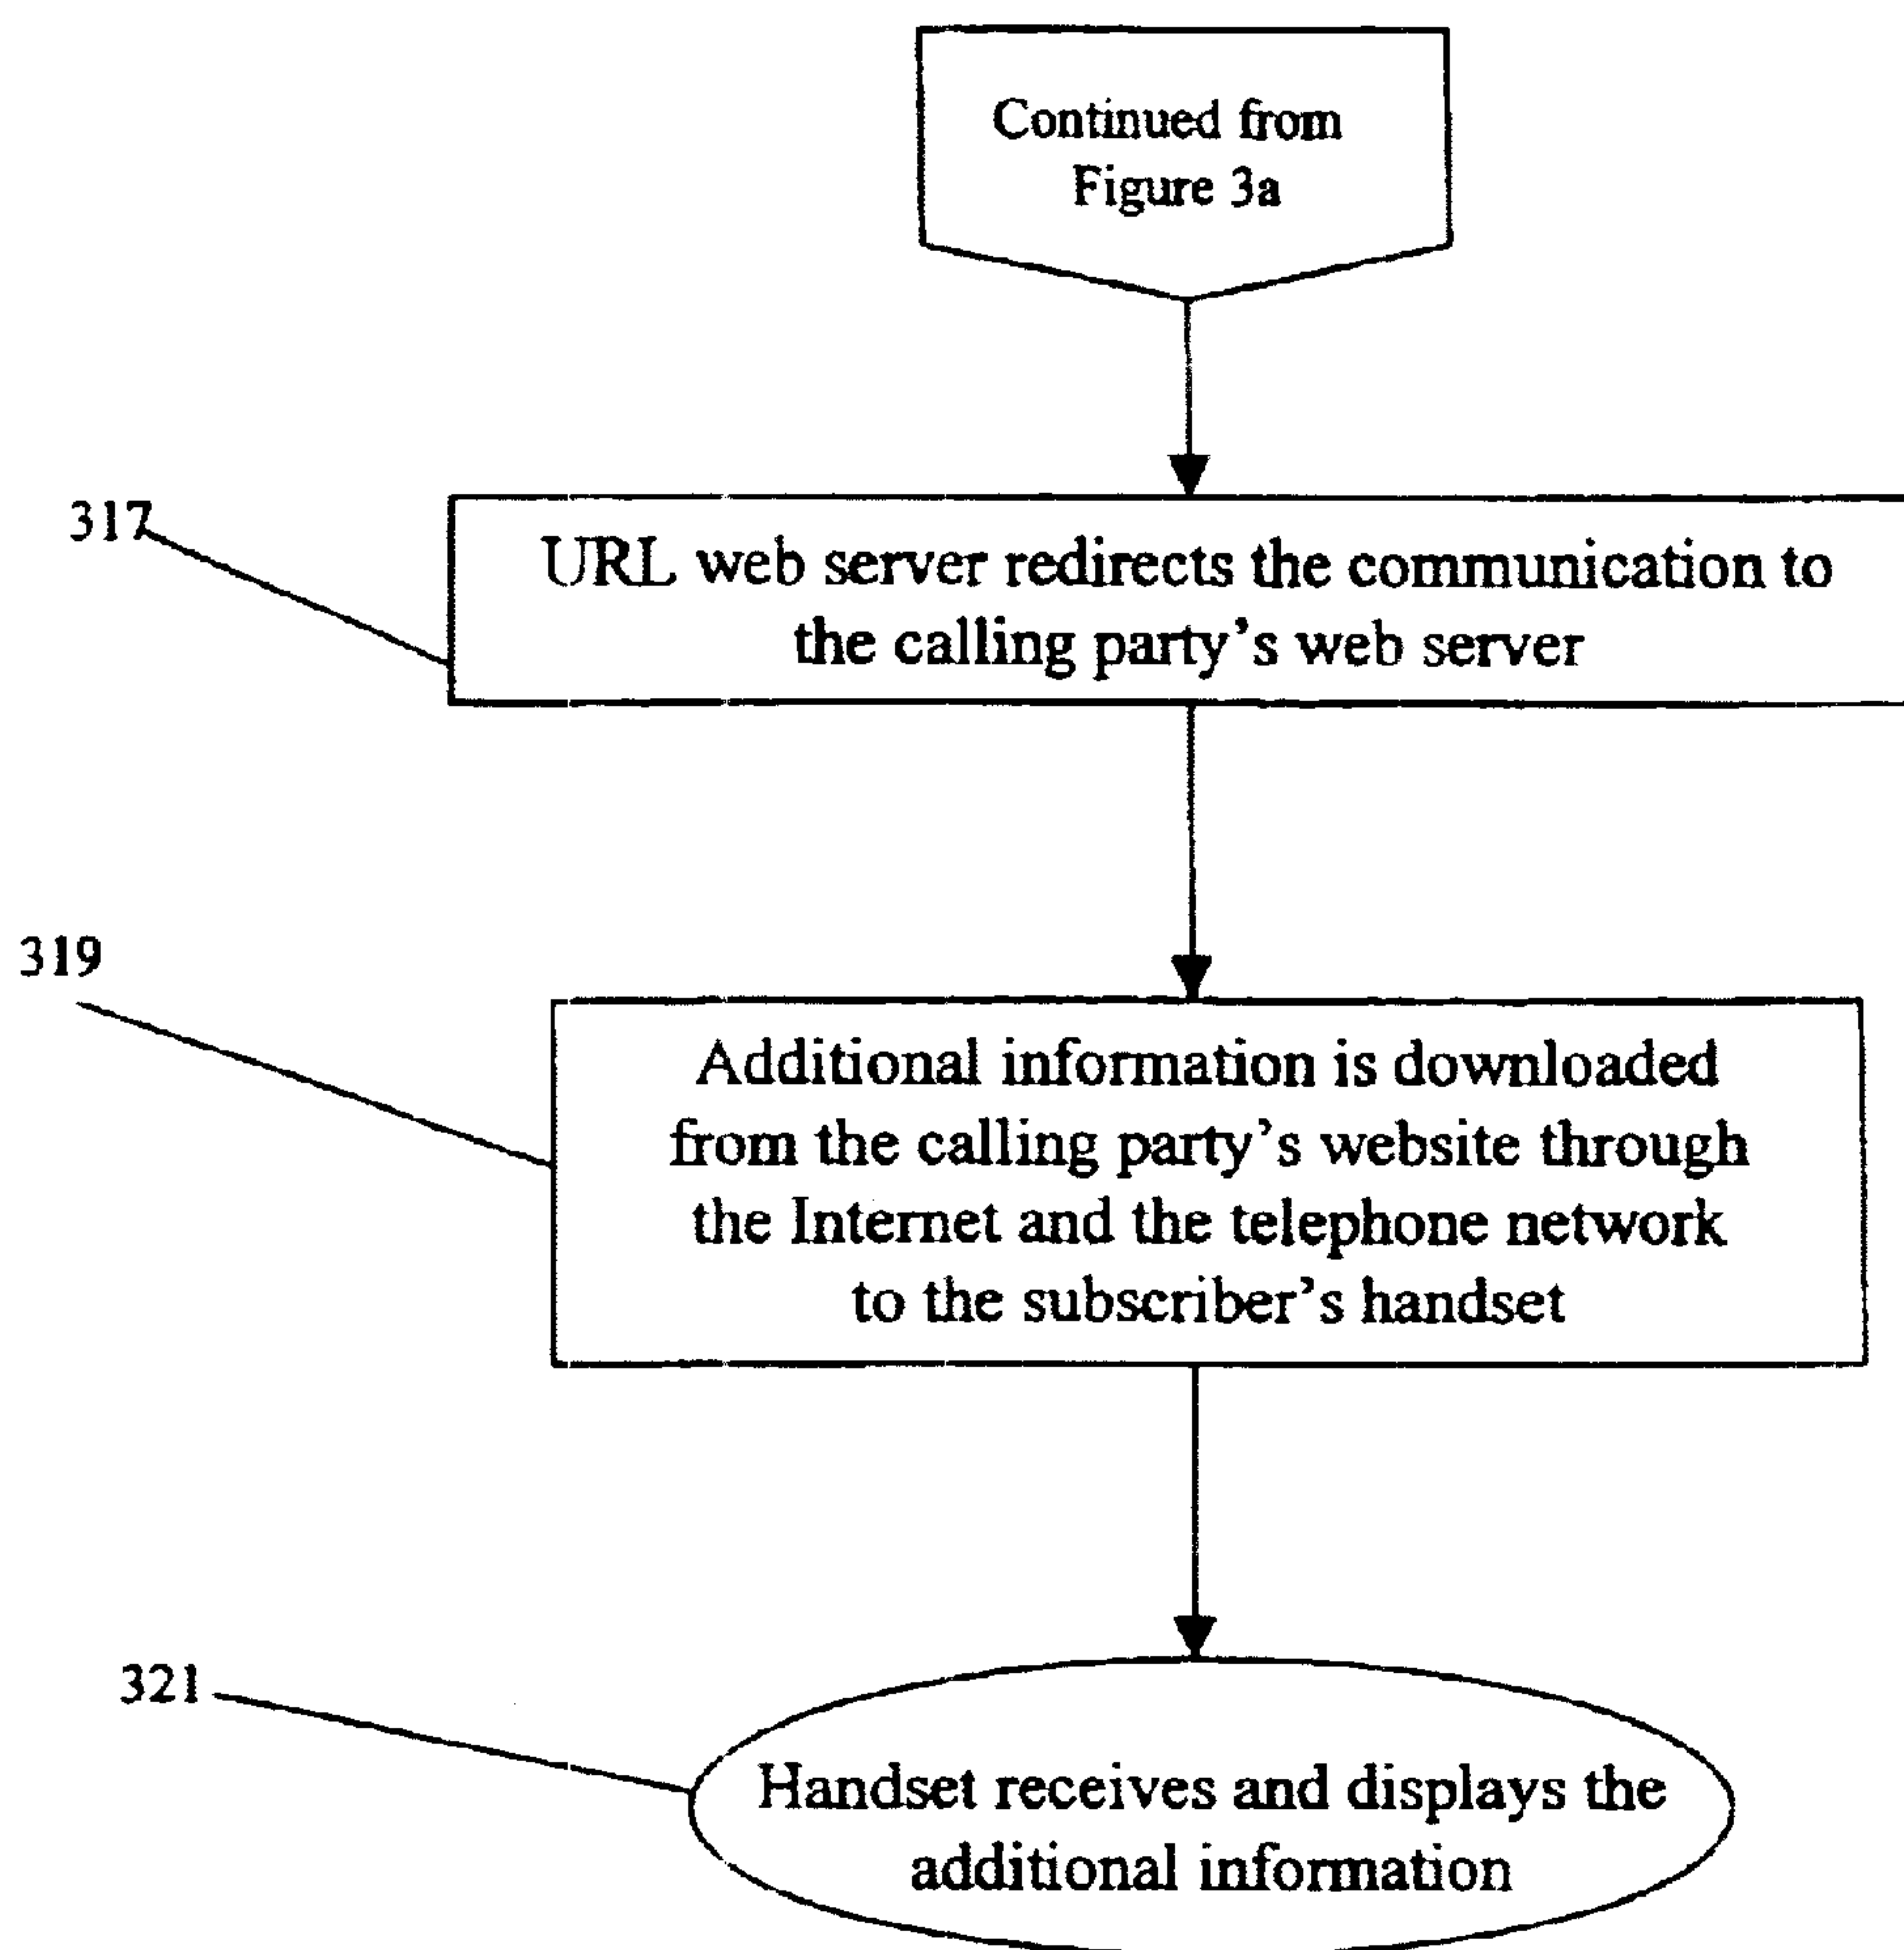 Continued from
Figure 3a
317
URL web server redirects the communication to
the calling party’s web server
319
Additional information is downloaded
from the calling party’s website through
the Internet and the telephone network
to the subscriber’s handset
321
Handset receives and displays the
additional information